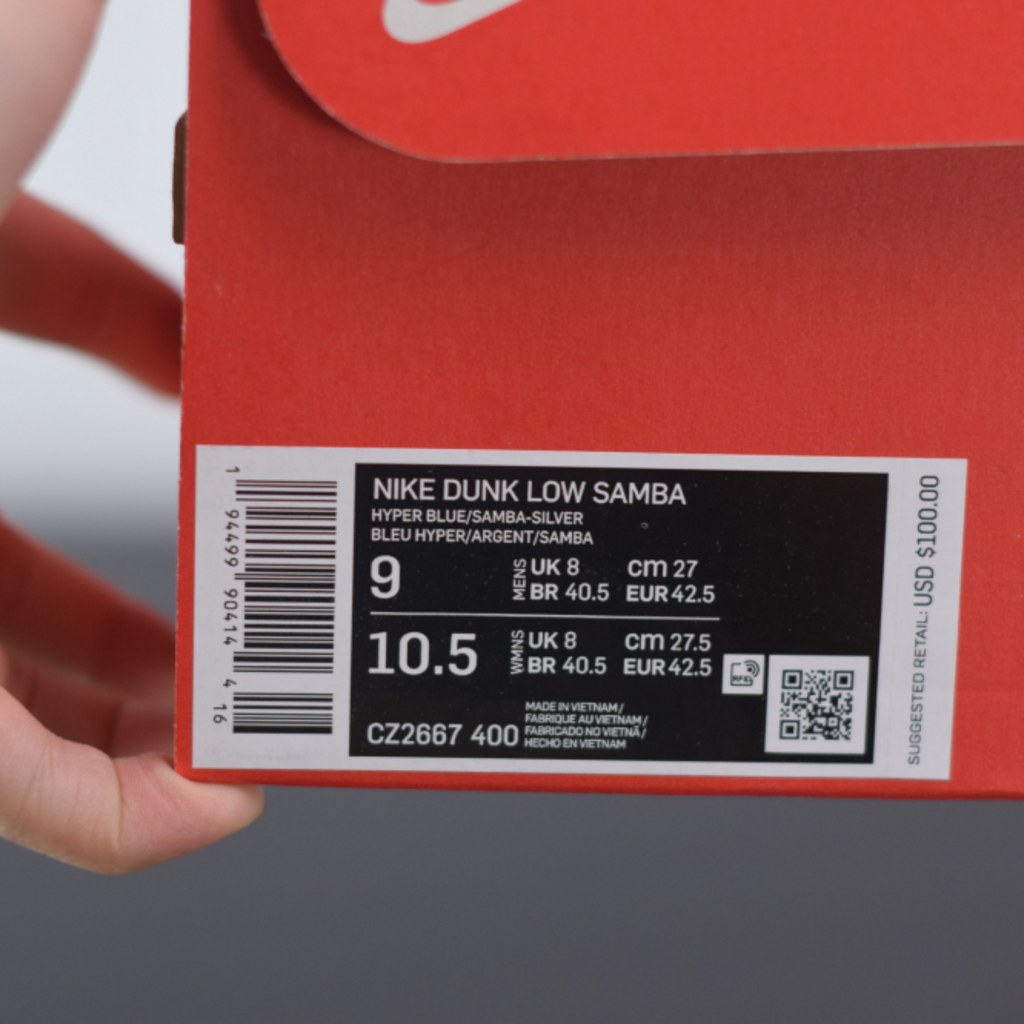 NIKE DUNK LOW SAMBA
HYPER BLUE/SAMBA-SILVER
BLEU HYPER/ARGENT/SAMBA
9 MENS UK 8 cm 27
BR 40.5 EUR 42.5
10.5 WMNS UK 8 cm 27.5
BR 40.5 EUR 42.5
RFID
CZ2667 400
MADE IN VIETNAM /
FABRIQUE AU VIETNAM /
FABRICADO NO VIETNÃ /
HECHO EN VIETNAM
1 94499 90414 4 16
SUGGESTED RETAIL: USD $100.00